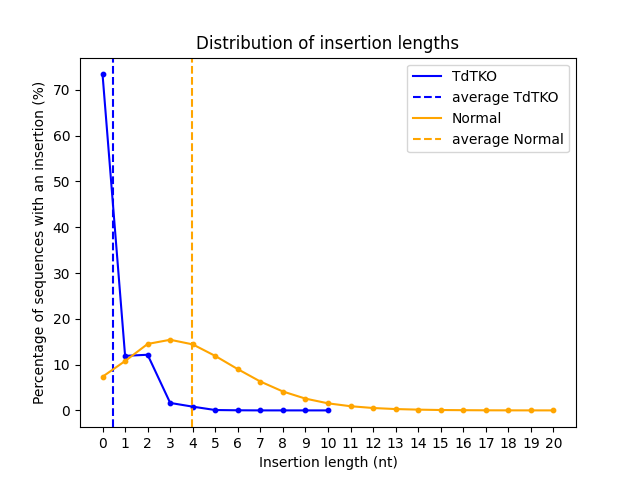 Distribution of insertion lengths
Percentage of sequences with an insertion (%)
70
60
50
40
30
20
10
0
TdTKO
average TdTKO
Normal
average Normal
0 1 2 3 4 5 6 7 8 9 10 11 12 13 14 15 16 17 18 19 20
Insertion length (nt)